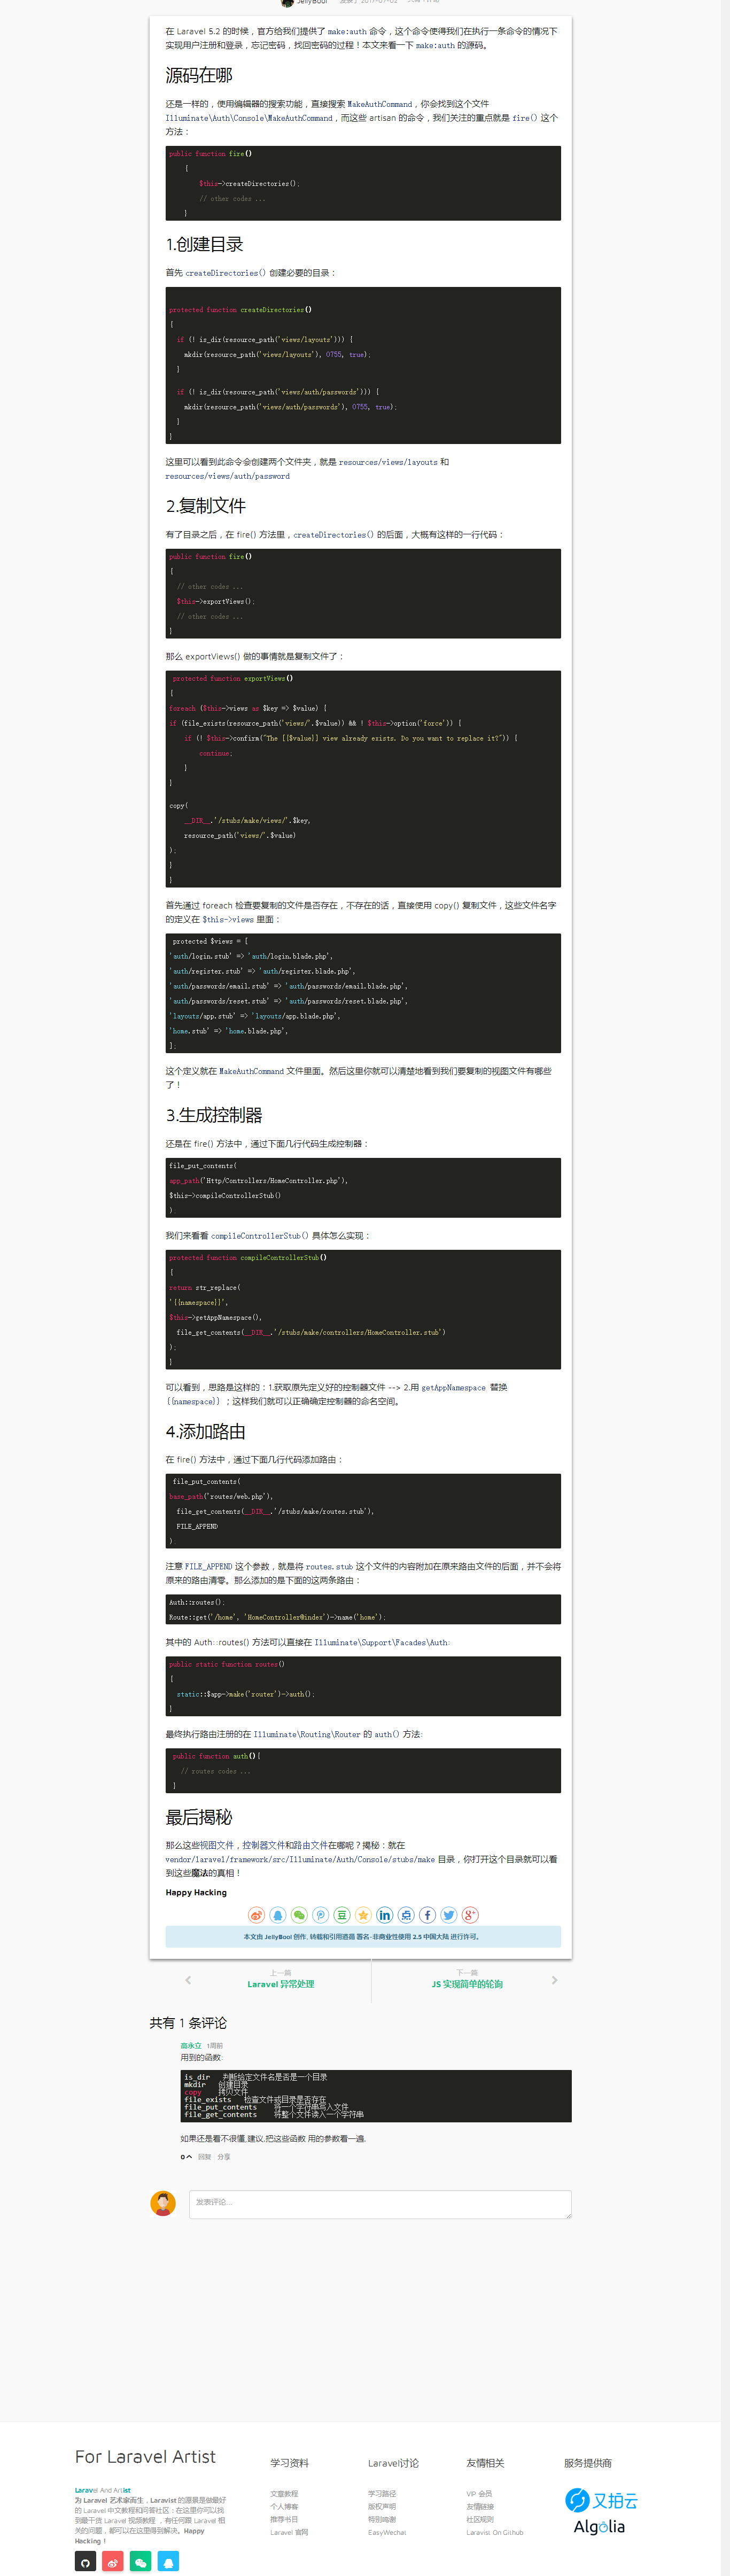 JellyBool
在 Laravel 5.2 的时候，官方给我们提供了 make:auth 命令，这个命令使得我们在执行一条命令的情况下
实现用户注册和登录，忘记密码，找回密码的过程！本文来看一下 make:auth 的源码。
源码在哪
还是一样的，使用编辑器的搜索功能，直接搜索 MakeAuthCommand，你会找到这个文件
Illuminate\Auth\Console\MakeAuthCommand，而这些 artisan 的命令，我们关注的重点就是 fire() 这个
方法：
public function fire()
{
$this->createDirectories();
// other codes ...
}
1.创建目录
首先 createDirectories() 创建必要的目录：
protected function createDirectories()
{
if (! is_dir(resource_path('views/layouts'))) {
mkdir(resource_path('views/layouts'), 0755, true);
}
if (! is_dir(resource_path('views/auth/passwords'))) {
mkdir(resource_path('views/auth/passwords'), 0755, true);
}
}
这里可以看到此命令会创建两个文件夹，就是 resources/views/layouts 和
resources/views/auth/password
2.复制文件
有了目录之后，在 fire() 方法里，createDirectories() 的后面，大概有这样的一行代码：
public function fire()
{
// other codes ...
$this->exportViews();
// other codes ...
}
那么 exportViews() 做的事情就是复制文件了：
protected function exportViews()
{
foreach ($this->views as $key => $value) {
if (file_exists(resource_path('views/'.$value)) && ! $this->option('force')) {
if (! $this->confirm("The [{$value}] view already exists. Do you want to replace it?")) {
continue;
}
}
copy(
__DIR__.'/stubs/make/views/'.$key,
resource_path('views/'.$value)
);
}
}
首先通过 foreach 检查要复制的文件是否存在，不存在的话，直接使用 copy() 复制文件，这些文件名字
的定义在 $this->views 里面：
protected $views = [
'auth/login.stub' => 'auth/login.blade.php',
'auth/register.stub' => 'auth/register.blade.php',
'auth/passwords/email.stub' => 'auth/passwords/email.blade.php',
'auth/passwords/reset.stub' => 'auth/passwords/reset.blade.php',
'layouts/app.stub' => 'layouts/app.blade.php',
'home.stub' => 'home.blade.php',
];
这个定义就在 MakeAuthCommand 文件里面。然后这里你就可以清楚地看到我们要复制的视图文件有哪些
了！
3.生成控制器
还是在 fire() 方法中，通过下面几行代码生成控制器：
file_put_contents(
app_path('Http/Controllers/HomeController.php'),
$this->compileControllerStub()
);
我们来看看 compileControllerStub() 具体怎么实现：
protected function compileControllerStub()
{
return str_replace(
'{{namespace}}',
$this->getAppNamespace(),
file_get_contents(__DIR__.'/stubs/make/controllers/HomeController.stub')
);
}
可以看到，思路是这样的：1.获取原先定义好的控制器文件 --> 2.用 getAppNamespace 替换
{{namespace}} ；这样我们就可以正确确定控制器的命名空间。
4.添加路由
在 fire() 方法中，通过下面几行代码添加路由：
file_put_contents(
base_path('routes/web.php'),
file_get_contents(__DIR__.'/stubs/make/routes.stub'),
FILE_APPEND
);
注意 FILE_APPEND 这个参数，就是将 routes.stub 这个文件的内容附加在原来路由文件的后面，并不会将
原来的路由清零。那么添加的是下面的这两条路由：
Auth::routes();
Route::get('/home', 'HomeController@index')->name('home');
其中的 Auth::routes() 方法可以直接在 Illuminate\Support\Facades\Auth:
public static function routes()
{
static::$app->make('router')->auth();
}
最终执行路由注册的在 Illuminate\Routing\Router 的 auth() 方法:
public function auth(){
// routes codes ...
}
最后揭秘
那么这些视图文件，控制器文件和路由文件在哪呢？揭秘：就在
vendor/laravel/framework/src/Illuminate/Auth/Console/stubs/make 目录，你打开这个目录就可以看
到这些魔法的真相！
Happy Hacking
本文由 JellyBool 创作, 转载和引用遵循 署名-非商业性使用 2.5 中国大陆 进行许可。
上一篇
Laravel 异常处理
下一篇
JS 实现简单的轮询
共有 1 条评论
高永立 1周前
用到的函数:
is_dir 判断给定文件名是否是一个目录
mkdir 创建目录
copy 拷贝文件
file_exists 检查文件或目录是否存在
file_put_contents 将一个字符串写入文件
file_get_contents 将整个文件读入一个字符串
如果还是看不很懂,建议,把这些函数 用的参数看一遍.
0 回复 分享
发表评论...
For Laravel Artist
Laravel And Artist
为 Laravel 艺术家而生，Laravist 的愿景是做最好
的 Laravel 中文教程和问答社区：在这里你可以找
到最干货 Laravel 视频教程 ，有任何跟 Laravel 相
关的问题，都可以在这里得到解决。Happy
Hacking！
学习资料
文章教程
个人博客
推荐书目
Laravel 官网
Laravel讨论
学习路径
版权声明
特别鸣谢
EasyWechat
友情相关
VIP 会员
友情链接
社区规则
Laravist On Github
服务提供商
又拍云
Algolia